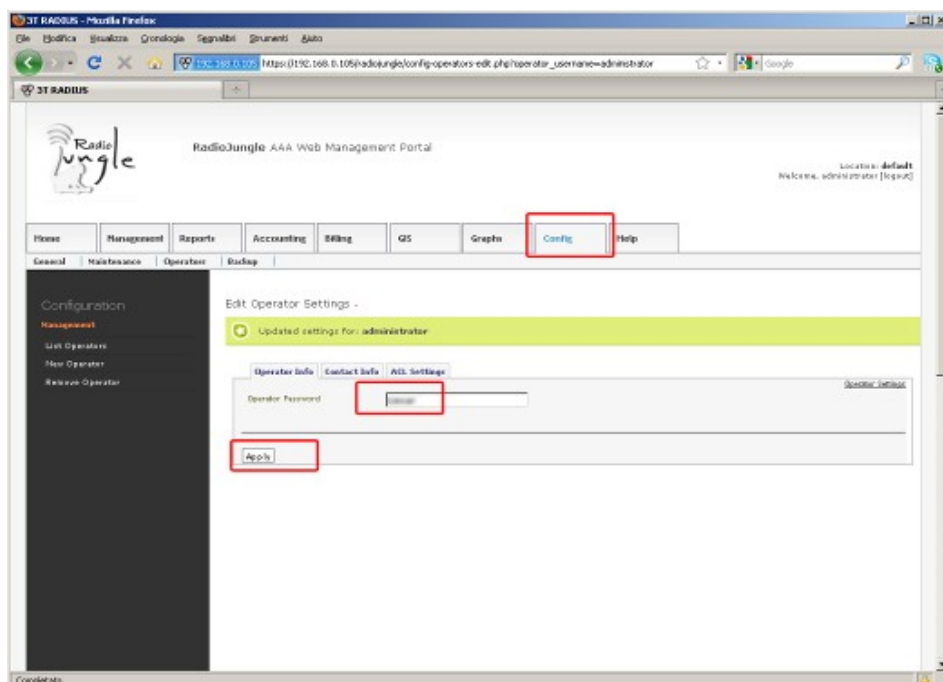 3T RADIUS - Mozilla Firefox
File Modifica Visualizza Cronologia Segnalibri Strumenti Aiuto
192.168.0.105 https://192.168.0.105/radiojungle/config-operators-edit.php?operator_username=administrator Google
3T RADIUS
Radio Jungle
RadioJungle AAA Web Management Portal
Location: default
Welcome, administrator [logout]
Home Management Reports Accounting Billing GIS Graphs Config Help
General Maintenance Operators Backup
Configuration
Management
List Operators
New Operator
Remove Operator
Edit Operator Settings -
Updated settings for: administrator
Operator Info Contact Info ACL Settings
Operator Settings
Operator Password
Apply
Completato